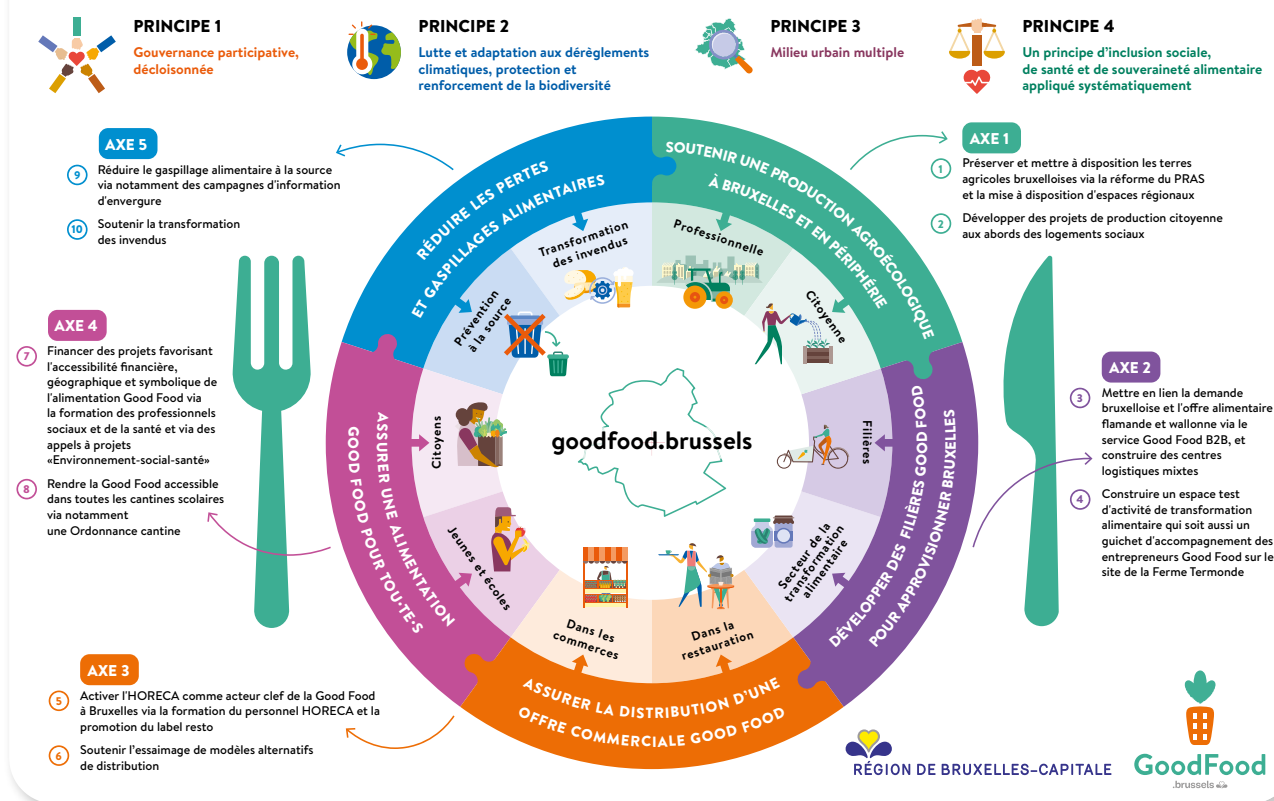 PRINCIPE 1
Gouvernance participative,
décloisonnée
PRINCIPE 2
Lutte et adaptation aux dérèglements
climatiques, protection et
renforcement de la biodiversité
PRINCIPE 3
Milieu urbain multiple
PRINCIPE 4
Un principe d'inclusion sociale,
de santé et de souveraineté alimentaire
appliqué systématiquement
AXE 5
9 Réduire le gaspillage alimentaire à la source
via notamment des campagnes d'information
d'envergure
10 Soutenir la transformation
des invendus
AXE 1
1 Préserver et mettre à disposition les terres
agricoles bruxelloises via la réforme du PRAS
et la mise à disposition d'espaces régionaux
2 Développer des projets de production citoyenne
aux abords des logements sociaux
RÉDUIRE LES PERTES
ET GASPILLAGES ALIMENTAIRES
SOUTENIR UNE PRODUCTION AGROÉCOLOGIQUE
À BRUXELLES ET EN PÉRIPHÉRIE
Transformation
des invendus
Prévention
à la source
Professionnelle
Citoyenne
AXE 4
7 Financer des projets favorisant
l'accessibilité financière,
géographique et symbolique de
l'alimentation Good Food via
la formation des professionnels
sociaux et de la santé et via des
appels à projets
«Environnement-social-santé»
8 Rendre la Good Food accessible
dans toutes les cantines scolaires
via notamment
une Ordonnance cantine
ASSURER UNE ALIMENTATION
GOOD FOOD POUR TOU·TE·S
Citoyens
Jeunes et écoles
goodfood.brussels
Filières
Secteur de la
transformation
alimentaire
DÉVELOPPER DES FILIÈRES GOOD FOOD
POUR APPROVISIONNER BRUXELLES
AXE 2
3 Mettre en lien la demande
bruxelloise et l'offre alimentaire
flamande et wallonne via le
service Good Food B2B, et
construire des centres
logistiques mixtes
4 Construire un espace test
d'activité de transformation
alimentaire qui soit aussi un
guichet d'accompagnement des
entrepreneurs Good Food sur le
site de la Ferme Termonde
Dans les
commerces
Dans la
restauration
ASSURER LA DISTRIBUTION D'UNE
OFFRE COMMERCIALE GOOD FOOD
AXE 3
5 Activer l'HORECA comme acteur clef de la Good Food
à Bruxelles via la formation du personnel HORECA et la
promotion du label resto
6 Soutenir l'essaimage de modèles alternatifs
de distribution
RÉGION DE BRUXELLES-CAPITALE
GoodFood
.brussels